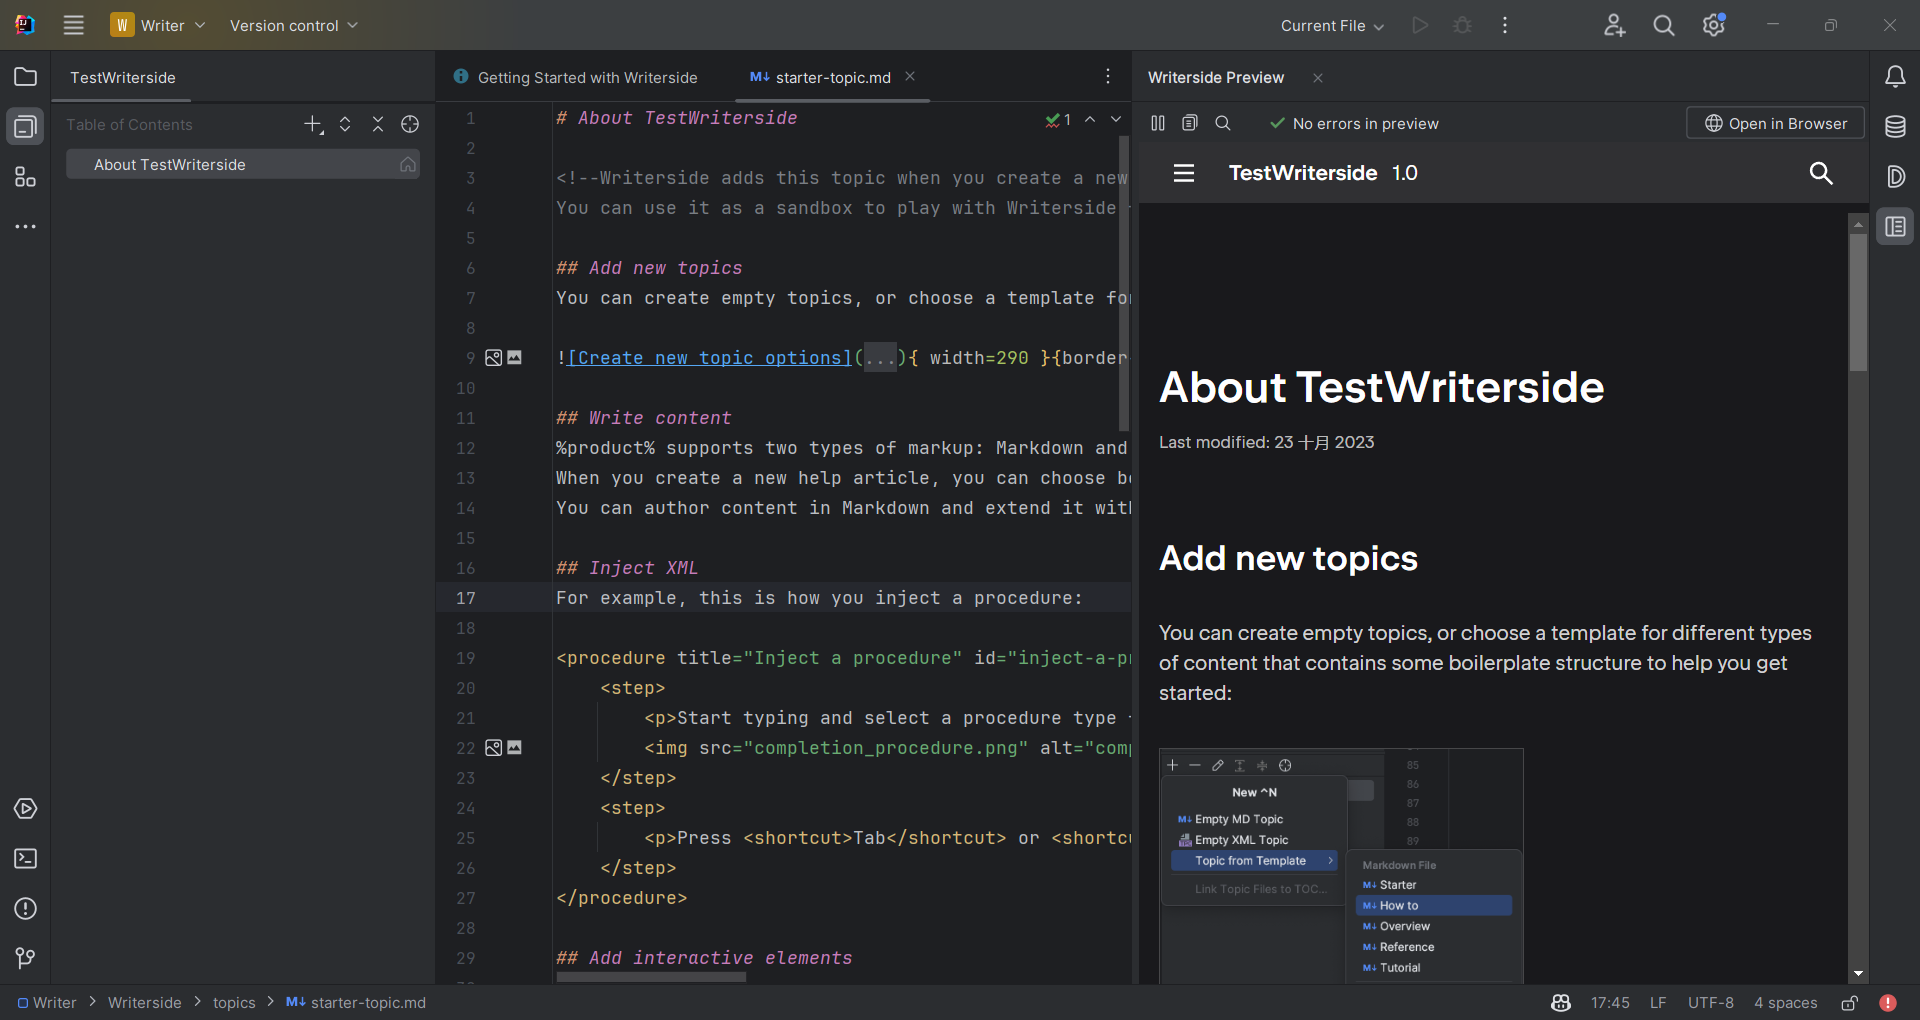 W Writer
Version control
Current File
TestWriterside
Getting Started with Writerside
M↓ starter-topic.md
Writerside Preview
Table of Contents
About TestWriterside
1 # About TestWriterside
1
2
3 <!--Writerside adds this topic when you create a new
4 You can use it as a sandbox to play with Writerside
5
6 ## Add new topics
7 You can create empty topics, or choose a template for
8
9 ![Create new topic options](...){ width=290 }{border
10
11 ## Write content
12 %product% supports two types of markup: Markdown and
13 When you create a new help article, you can choose b
14 You can author content in Markdown and extend it with
15
16 ## Inject XML
17 For example, this is how you inject a procedure:
18
19 <procedure title="Inject a procedure" id="inject-a-p
20 <step>
21 <p>Start typing and select a procedure type
22 <img src="completion_procedure.png" alt="com
23 </step>
24 <step>
25 <p>Press <shortcut>Tab</shortcut> or <shortc
26 </step>
27 </procedure>
28
29 ## Add interactive elements
No errors in preview
Open in Browser
TestWriterside 1.0
About TestWriterside
Last modified: 23 十月 2023
Add new topics
You can create empty topics, or choose a template for different types
of content that contains some boilerplate structure to help you get
started:
New ^N
M↓ Empty MD Topic
Empty XML Topic
Topic from Template
Link Topic Files to TOC...
85
86
87
88
89
Markdown File
M↓ Starter
M↓ How to
M↓ Overview
M↓ Reference
M↓ Tutorial
Writer > Writerside > topics > M↓ starter-topic.md
17:45 LF UTF-8 4 spaces